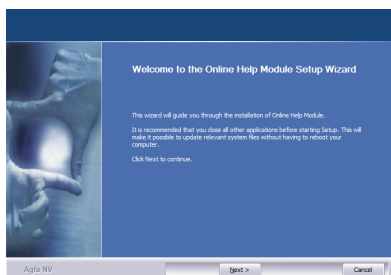 Welcome to the Online Help Module Setup Wizard
This wizard will guide you through the installation of Online Help Module.
It is recommended that you close all other applications before starting Setup. This will
make it possible to update relevant system files without having to reboot your
computer.
Click Next to continue.
Agfa NV
Next >
Cancel